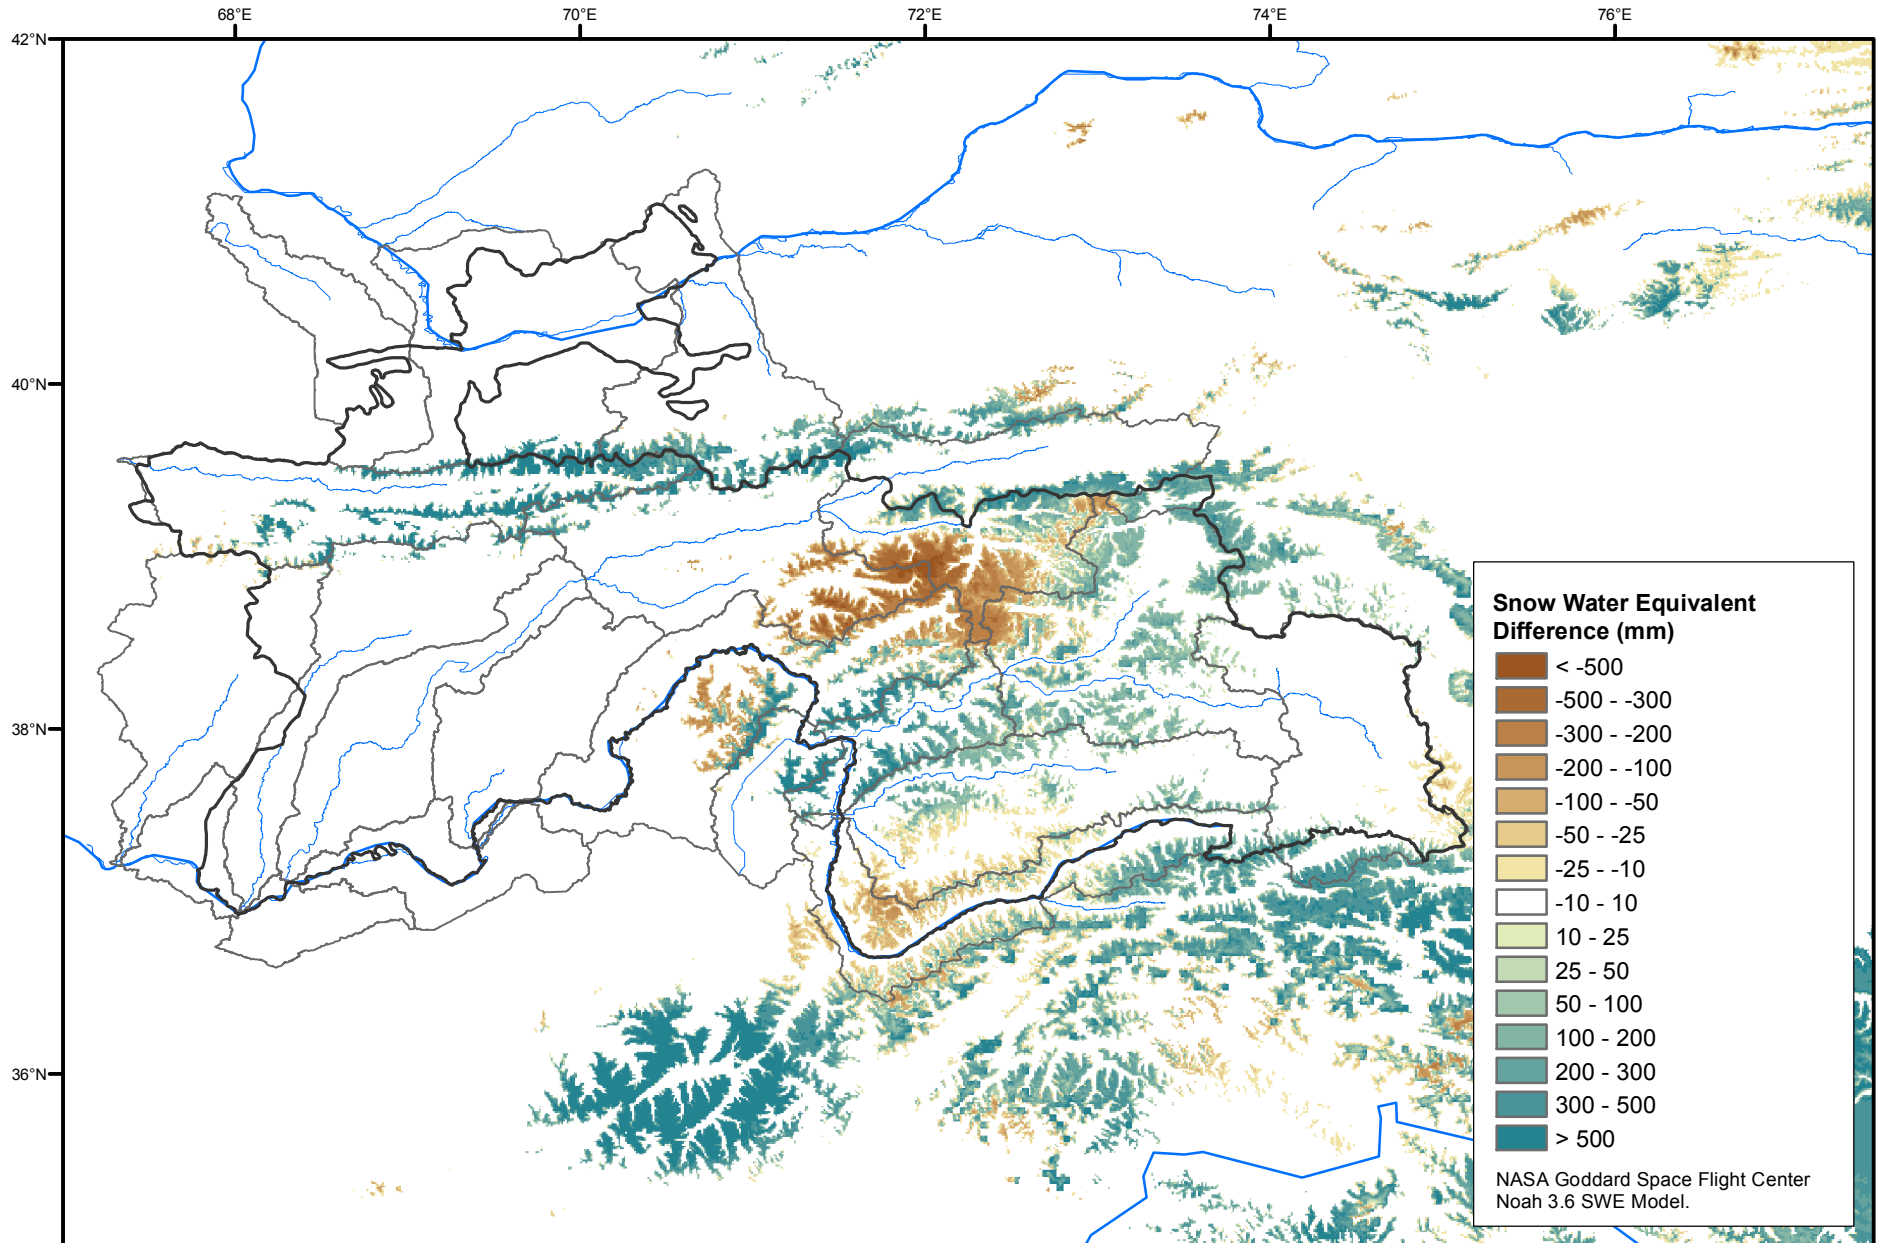 68°E 70°E 72°E 74°E 76°E
42°N
40°N
38°N
36°N
Snow Water Equivalent
Difference (mm)
< -500
-500 - -300
-300 - -200
-200 - -100
-100 - -50
-50 - -25
-25 - -10
-10 - 10
10 - 25
25 - 50
50 - 100
100 - 200
200 - 300
300 - 500
> 500
NASA Goddard Space Flight Center
Noah 3.6 SWE Model.